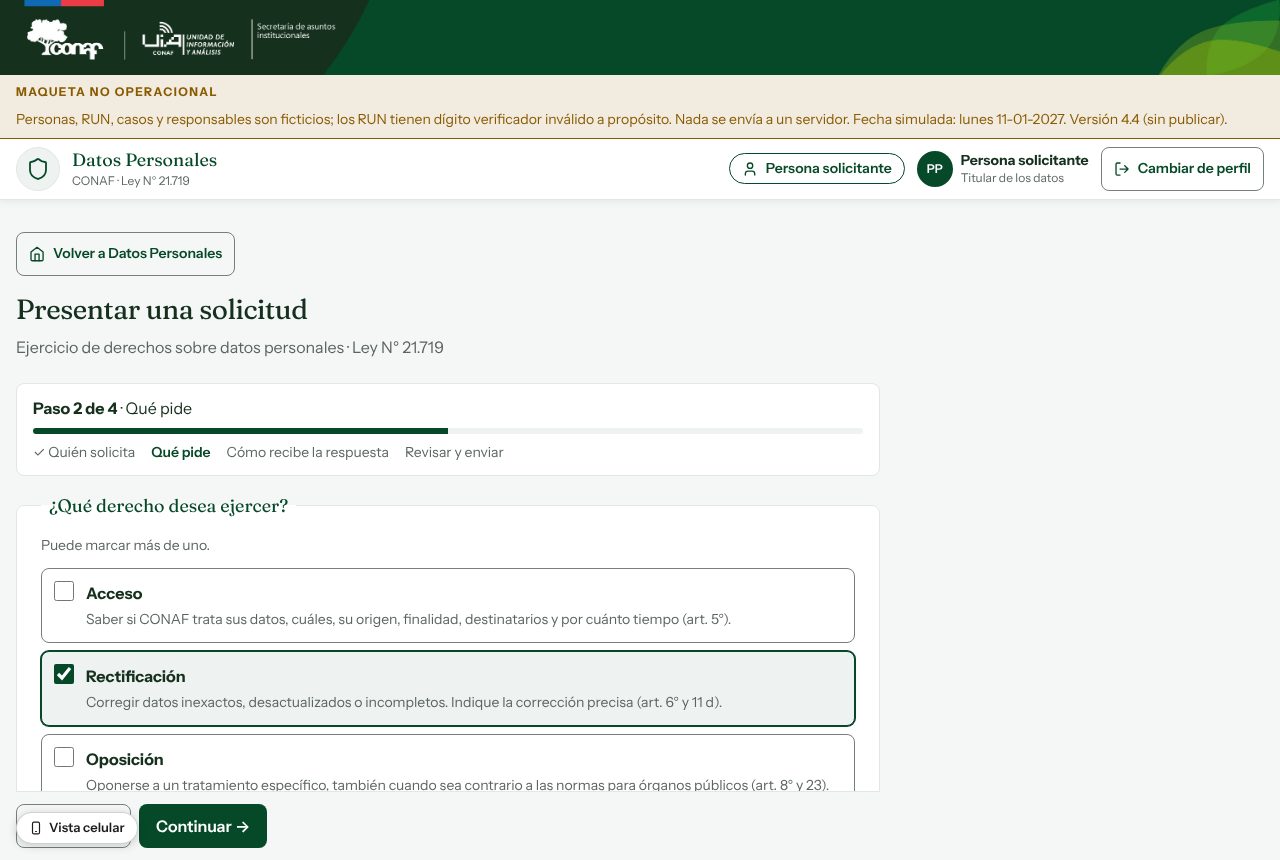 conaf
UIA
CONAF
UNIDAD DE
INFORMACIÓN
Y ANÁLISIS
Secretaría de asuntos
institucionales
MAQUETA NO OPERACIONAL
Personas, RUN, casos y responsables son ficticios; los RUN tienen dígito verificador inválido a propósito. Nada se envía a un servidor. Fecha simulada: lunes 11-01-2027. Versión 4.4 (sin publicar).
Datos Personales
CONAF · Ley N° 21.719
Persona solicitante
PP
Persona solicitante
Titular de los datos
Cambiar de perfil
Volver a Datos Personales
Presentar una solicitud
Ejercicio de derechos sobre datos personales · Ley N° 21.719
Paso 2 de 4 · Qué pide
✓ Quién solicita
Qué pide
Cómo recibe la respuesta
Revisar y enviar
¿Qué derecho desea ejercer?
Puede marcar más de uno.
Acceso
Saber si CONAF trata sus datos, cuáles, su origen, finalidad, destinatarios y por cuánto tiempo (art. 5°).
Rectificación
Corregir datos inexactos, desactualizados o incompletos. Indique la corrección precisa (art. 6° y 11 d).
Oposición
Oponerse a un tratamiento específico, también cuando sea contrario a las normas para órganos públicos (art. 8° y 23).
Vista celular
Continuar →